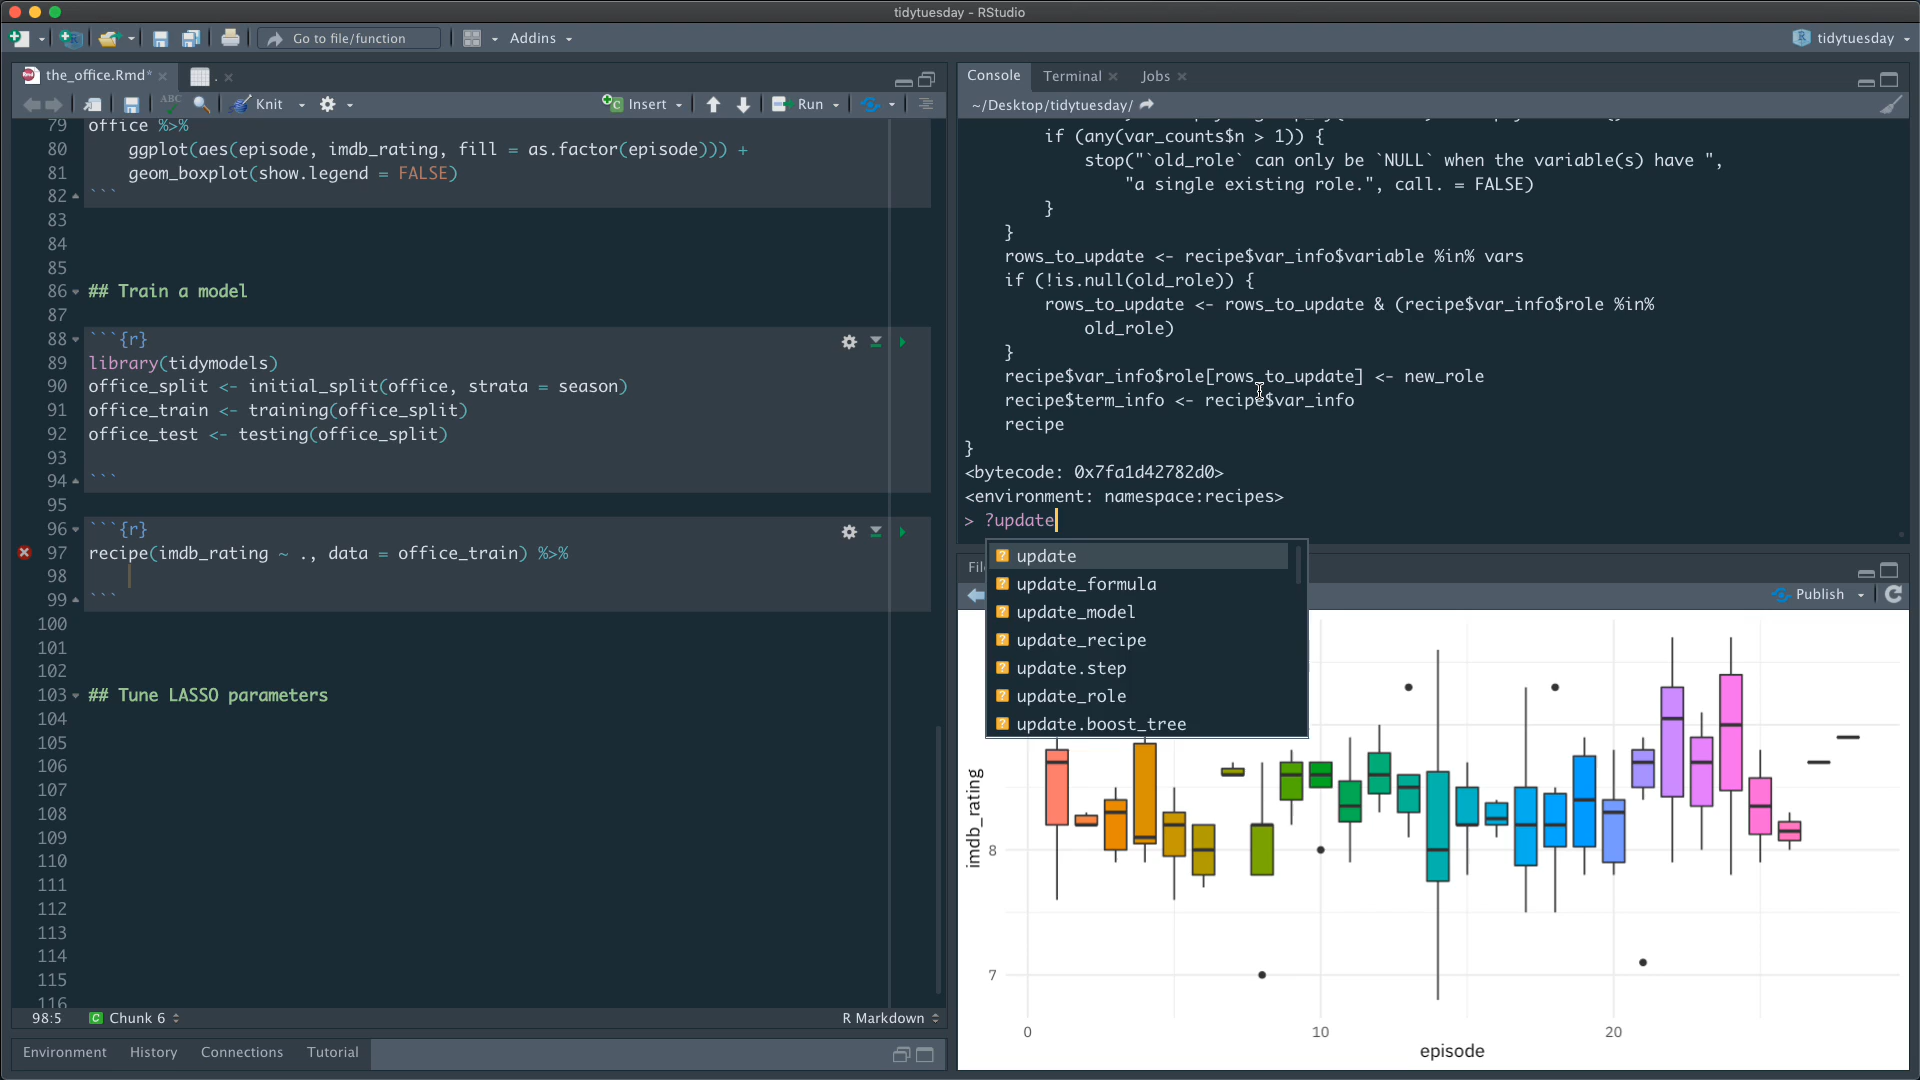 tidytuesday - RStudio
Go to file/function
Addins
tidytuesday
the_office.Rmd*
.
ABC
Knit
Insert
Run
79 office %>%
80 ggplot(aes(episode, imdb_rating, fill = as.factor(episode))) +
81 geom_boxplot(show.legend = FALSE)
82 ```
83
84
85
86 ## Train a model
87
88 ```{r}
89 library(tidymodels)
90 office_split <- initial_split(office, strata = season)
91 office_train <- training(office_split)
92 office_test <- testing(office_split)
93
94 ```
95
96 ```{r}
97 recipe(imdb_rating ~ ., data = office_train) %>%
98
99 ```
100
101
102
103 ## Tune LASSO parameters
104
105
106
107
108
109
110
111
112
113
114
115
116
98:5
Chunk 6
R Markdown
Environment
History
Connections
Tutorial
Console
Terminal
Jobs
~/Desktop/tidytuesday/
if (any(var_counts$n > 1)) {
stop("`old_role` can only be `NULL` when the variable(s) have ",
"a single existing role.", call. = FALSE)
}
}
rows_to_update <- recipe$var_info$variable %in% vars
if (!is.null(old_role)) {
rows_to_update <- rows_to_update & (recipe$var_info$role %in%
old_role)
}
recipe$var_info$role[rows_to_update] <- new_role
recipe$term_info <- recipe$var_info
recipe
}
<bytecode: 0x7fa1d42782d0>
<environment: namespace:recipes>
> ?update
update
update_formula
update_model
update_recipe
update.step
update_role
update.boost_tree
Publish
imdb_rating
8
7
0
10
20
episode